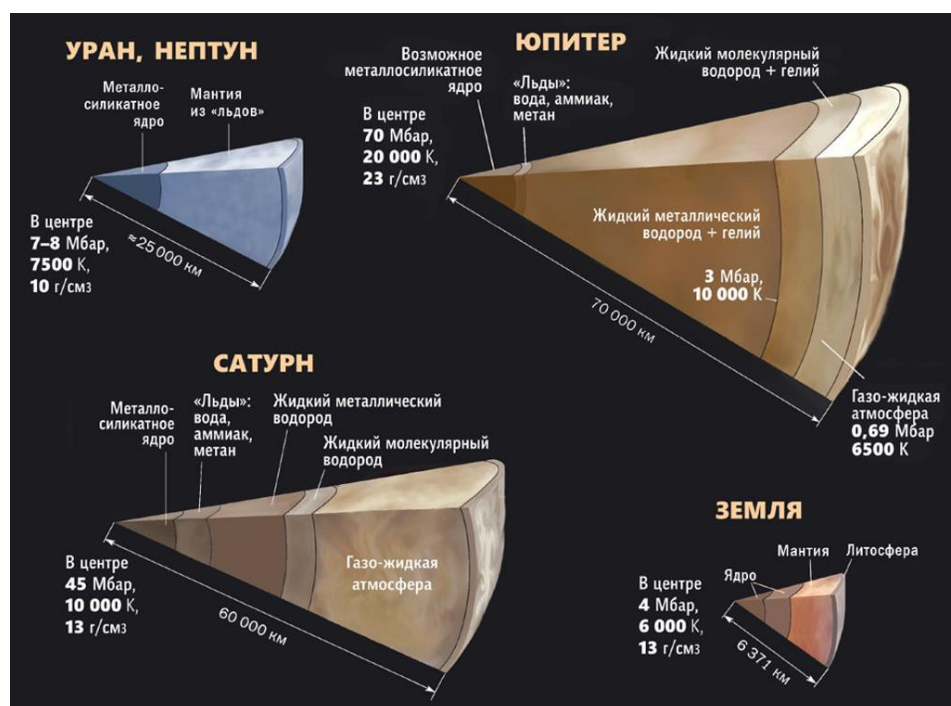 УРАН, НЕПТУН
Металло-
силикатное
ядро
Мантия
из «льдов»
В центре
7–8 Мбар,
7500 К,
10 г/см3
≈25 000 км
ЮПИТЕР
Возможное
металлосиликатное
ядро
«Льды»:
вода, аммиак,
метан
Жидкий молекулярный
водород + гелий
В центре
70 Мбар,
20 000 К,
23 г/см3
Жидкий металлический
водород + гелий
3 Мбар,
10 000 К
70 000 км
Газо-жидкая
атмосфера
0,69 Мбар
6500 К
САТУРН
Металло-
силикатное
ядро
«Льды»:
вода,
аммиак,
метан
Жидкий металлический
водород
Жидкий молекулярный
водород
Газо-жидкая
атмосфера
В центре
45 Мбар,
10 000 К,
13 г/см3
60 000 км
ЗЕМЛЯ
Ядро
Мантия
Литосфера
В центре
4 Мбар,
6 000 К,
13 г/см3
6 371 км